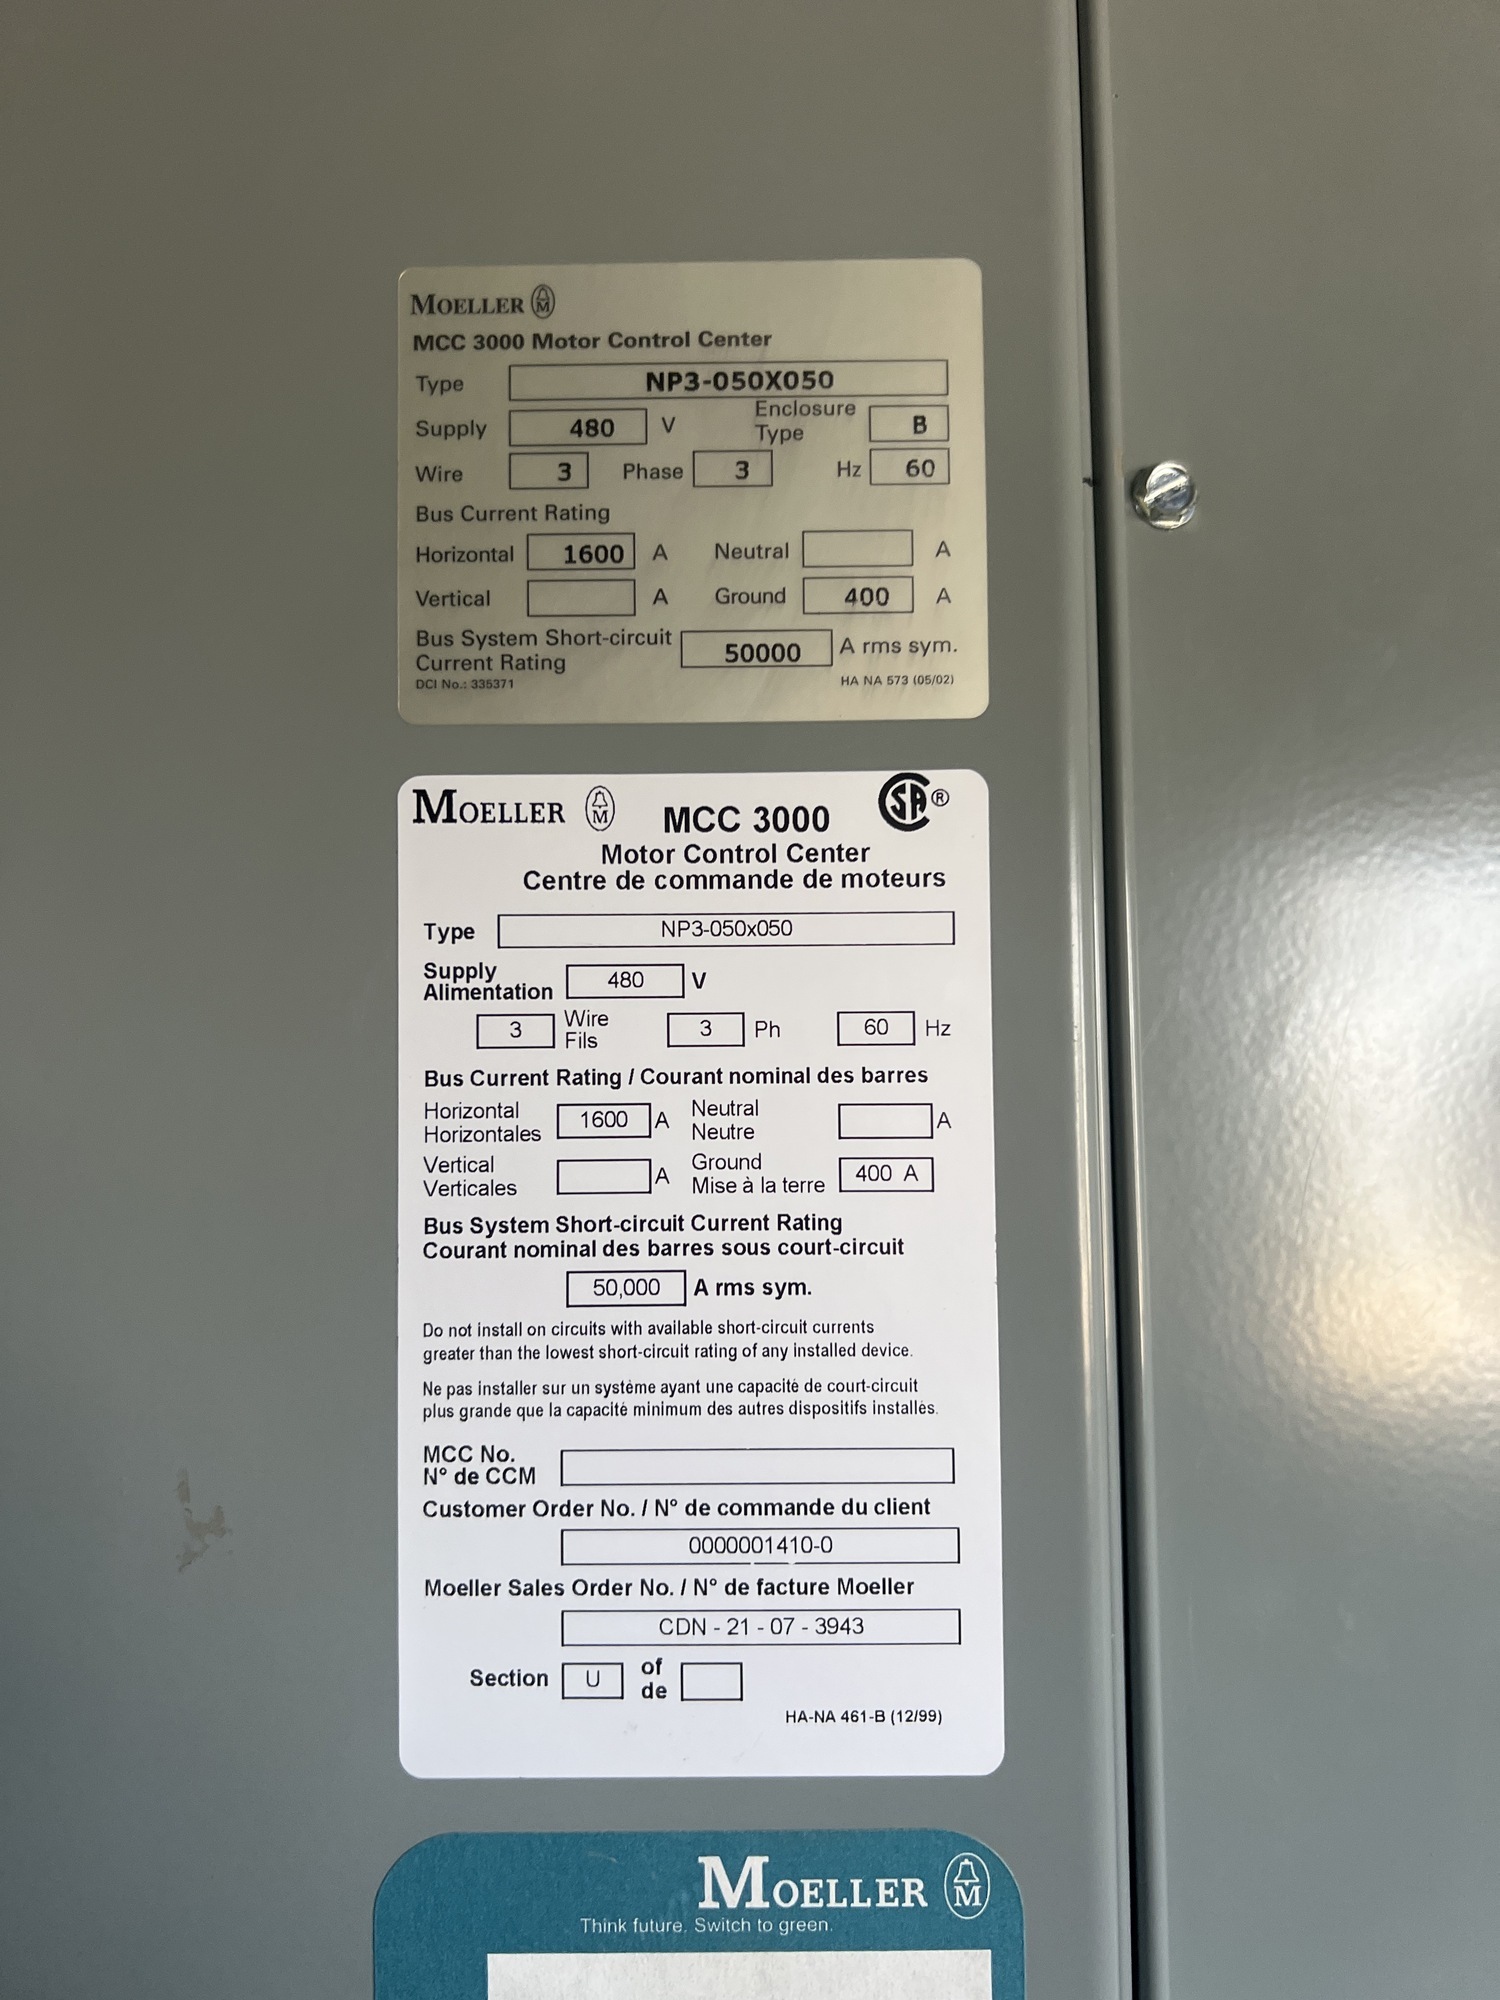 MOELLER
MCC 3000 Motor Control Center
Type NP3-050X050
Supply 480 V Enclosure Type B
Wire 3 Phase 3 Hz 60
Bus Current Rating
Horizontal 1600 A Neutral A
Vertical A Ground 400 A
Bus System Short-circuit
Current Rating 50000 A rms sym.
DCI No.: 335371 HA NA 573 (05/02)
MOELLER M MCC 3000 SA ®
Motor Control Center
Centre de commande de moteurs
Type NP3-050x050
Supply
Alimentation 480 V
3 Wire
Fils 3 Ph 60 Hz
Bus Current Rating / Courant nominal des barres
Horizontal
Horizontales 1600 A Neutral
Neutre A
Vertical
Verticales A Ground
Mise à la terre 400 A
Bus System Short-circuit Current Rating
Courant nominal des barres sous court-circuit
50,000 A rms sym.
Do not install on circuits with available short-circuit currents
greater than the lowest short-circuit rating of any installed device.
Ne pas installer sur un système ayant une capacité de court-circuit
plus grande que la capacité minimum des autres dispositifs installés.
MCC No.
N° de CCM
Customer Order No. / N° de commande du client
0000001410-0
Moeller Sales Order No. / N° de facture Moeller
CDN - 21 - 07 - 3943
Section U of
de
HA-NA 461-B (12/99)
MOELLER M
Think future. Switch to green.